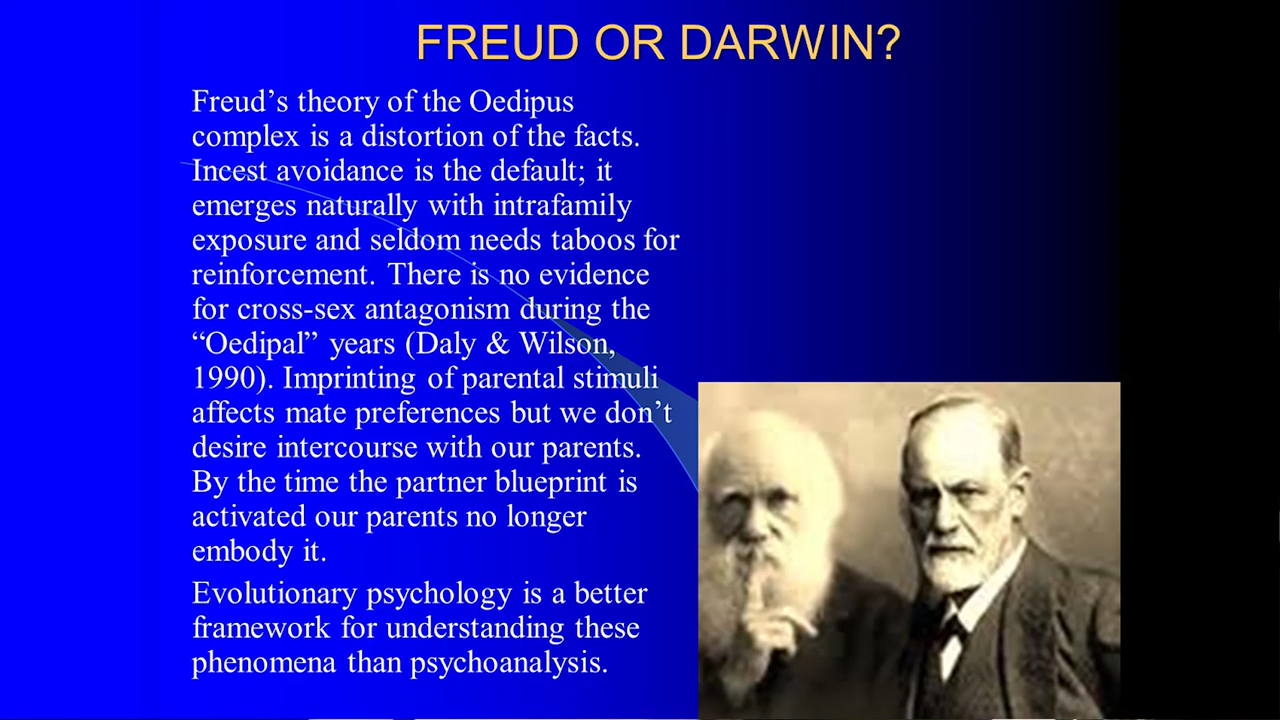 FREUD OR DARWIN?
Freud’s theory of the Oedipus
complex is a distortion of the facts.
Incest avoidance is the default; it
emerges naturally with intrafamily
exposure and seldom needs taboos for
reinforcement. There is no evidence
for cross-sex antagonism during the
“Oedipal” years (Daly & Wilson,
1990). Imprinting of parental stimuli
affects mate preferences but we don’t
desire intercourse with our parents.
By the time the partner blueprint is
activated our parents no longer
embody it.
Evolutionary psychology is a better
framework for understanding these
phenomena than psychoanalysis.